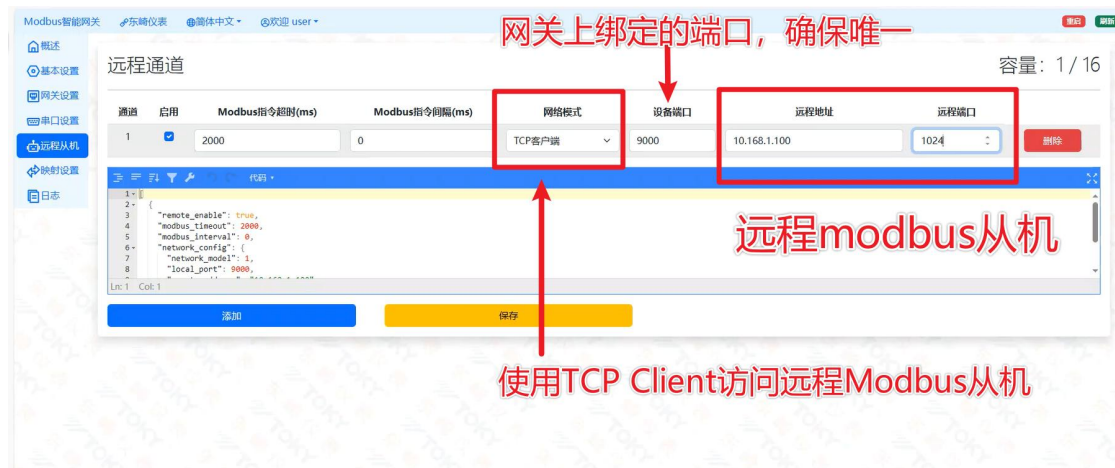 Modbus智能网关 东崎仪表 简体中文 欢迎 user 重启 刷新
网关上绑定的端口，确保唯一
概述
基本设置
网关设置
串口设置
远程从机
映射设置
日志
远程通道 容量：1 / 16
通道 启用 Modbus指令超时(ms) Modbus指令间隔(ms) 网络模式 设备端口 远程地址 远程端口
1 2000 0 TCP客户端 9000 10.168.1.100 1024 删除
代码
1 [
2 {
3 "remote_enable": true,
4 "modbus_timeout": 2000,
5 "modbus_interval": 0,
6 "network_config": {
7 "network_model": 1,
8 "local_port": 9000,
Ln: 1 Col: 1
远程modbus从机
添加 保存
使用TCP Client访问远程Modbus从机
TOKY